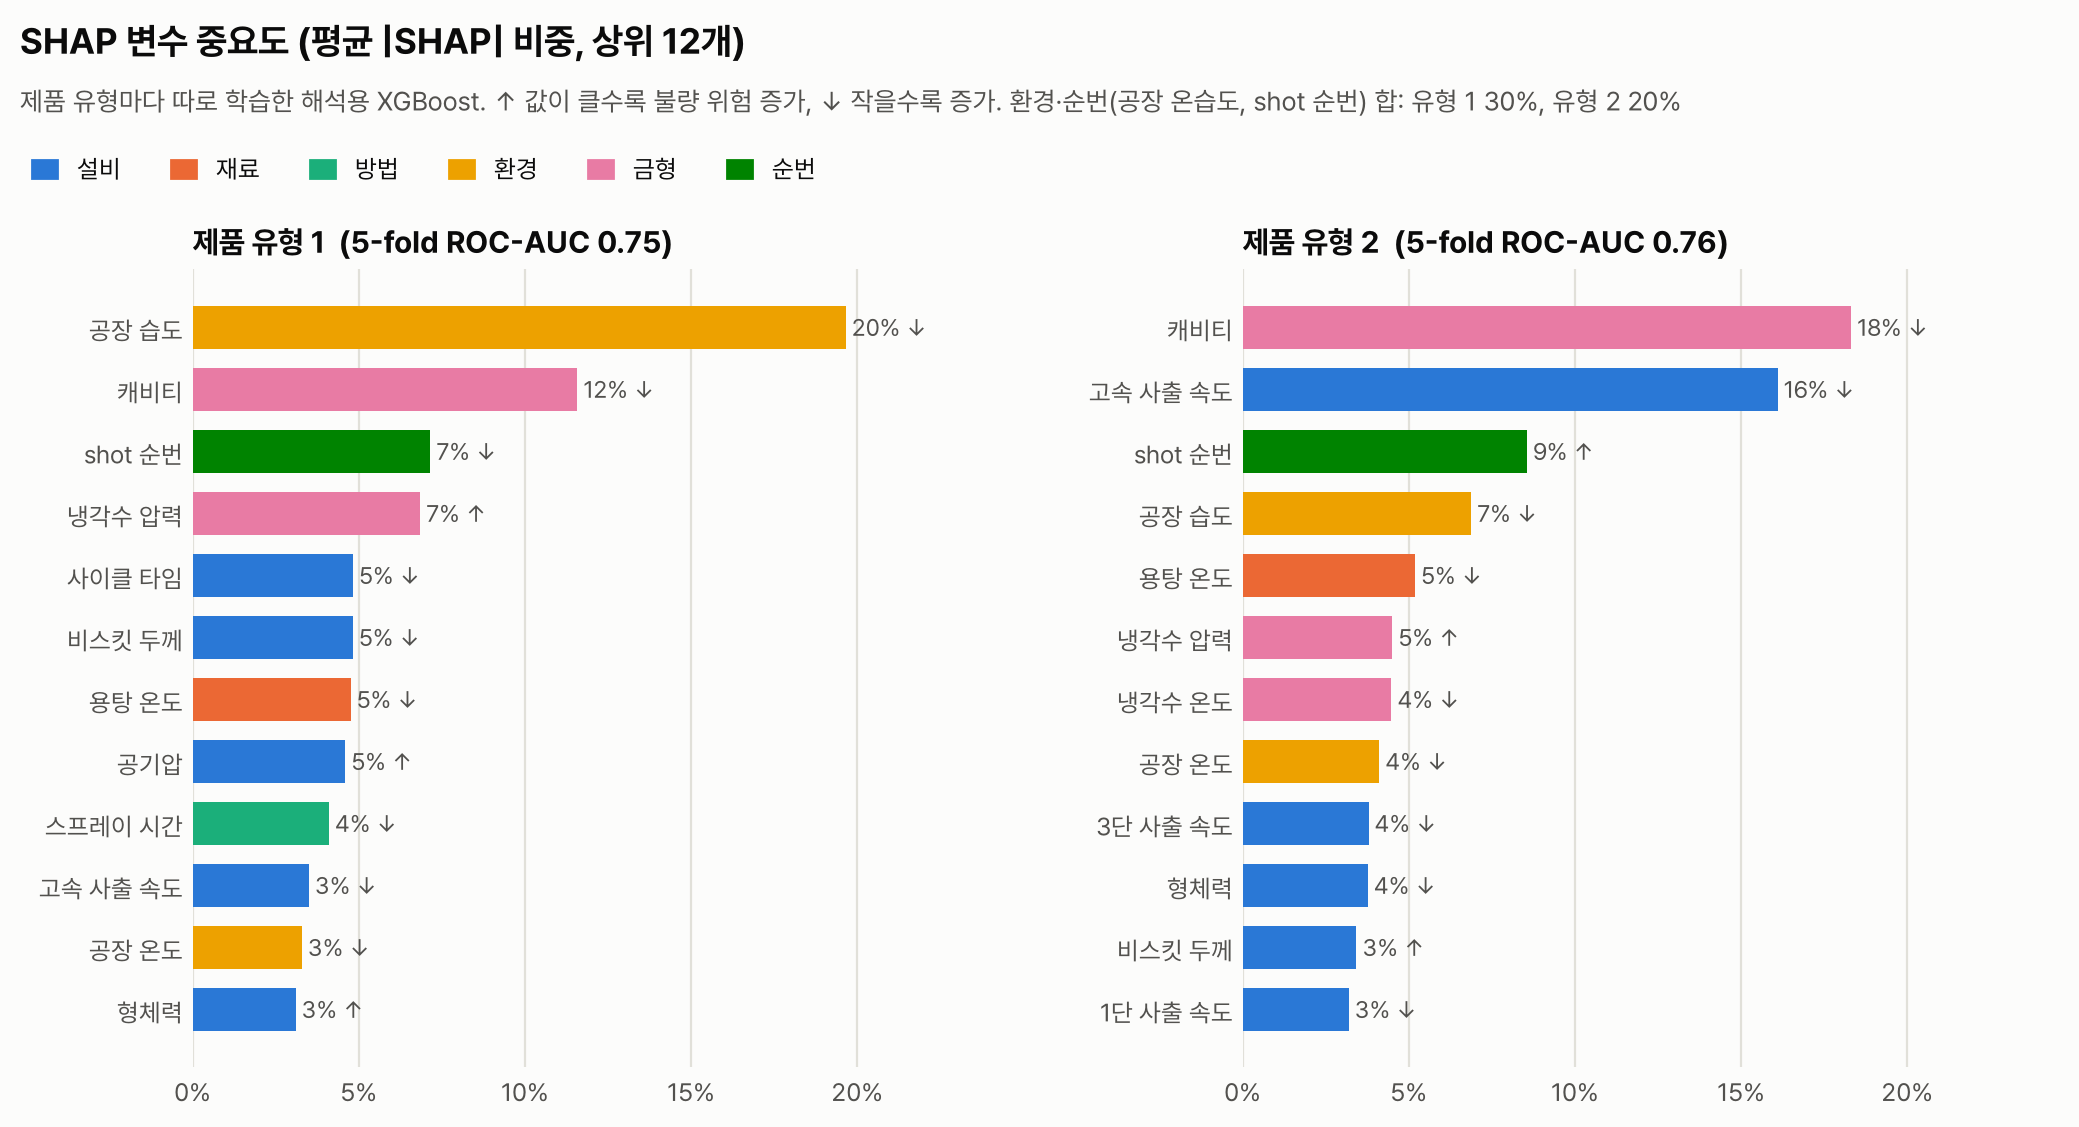 SHAP 변수 중요도 (평균 |SHAP| 비중, 상위 12개)
제품 유형마다 따로 학습한 해석용 XGBoost. ↑ 값이 클수록 불량 위험 증가, ↓ 작을수록 증가. 환경·순번(공장 온습도, shot 순번) 합: 유형 1 30%, 유형 2 20%
설비 재료 방법 환경 금형 순번
제품 유형 1 (5-fold ROC-AUC 0.75)
공장 습도 20% ↓
캐비티 12% ↓
shot 순번 7% ↓
냉각수 압력 7% ↑
사이클 타임 5% ↓
비스킷 두께 5% ↓
용탕 온도 5% ↓
공기압 5% ↑
스프레이 시간 4% ↓
고속 사출 속도 3% ↓
공장 온도 3% ↓
형체력 3% ↑
0% 5% 10% 15% 20%
제품 유형 2 (5-fold ROC-AUC 0.76)
캐비티 18% ↓
고속 사출 속도 16% ↓
shot 순번 9% ↑
공장 습도 7% ↓
용탕 온도 5% ↓
냉각수 압력 5% ↑
냉각수 온도 4% ↓
공장 온도 4% ↓
3단 사출 속도 4% ↓
형체력 4% ↓
비스킷 두께 3% ↑
1단 사출 속도 3% ↓
0% 5% 10% 15% 20%